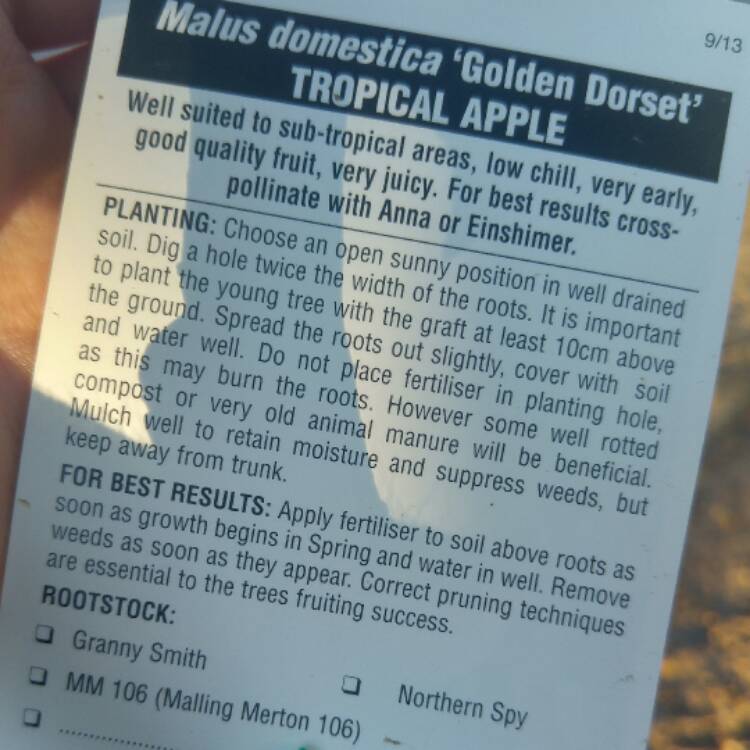 9/13
Malus domestica ‘Golden Dorset’
TROPICAL APPLE
Well suited to sub-tropical areas, low chill, very early,
good quality fruit, very juicy. For best results cross-
pollinate with Anna or Einshimer.
PLANTING: Choose an open sunny position in well drained
soil. Dig a hole twice the width of the roots. It is important
to plant the young tree with the graft at least 10cm above
the ground. Spread the roots out slightly, cover with soil
and water well. Do not place fertiliser in planting hole,
as this may burn the roots. However some well rotted
compost or very old animal manure will be beneficial.
Mulch well to retain moisture and suppress weeds, but
keep away from trunk.
FOR BEST RESULTS: Apply fertiliser to soil above roots as
soon as growth begins in Spring and water in well. Remove
weeds as soon as they appear. Correct pruning techniques
are essential to the trees fruiting success.
ROOTSTOCK:
❏ Granny Smith
❏ Northern Spy
❏ MM 106 (Malling Merton 106)
❏ ....................